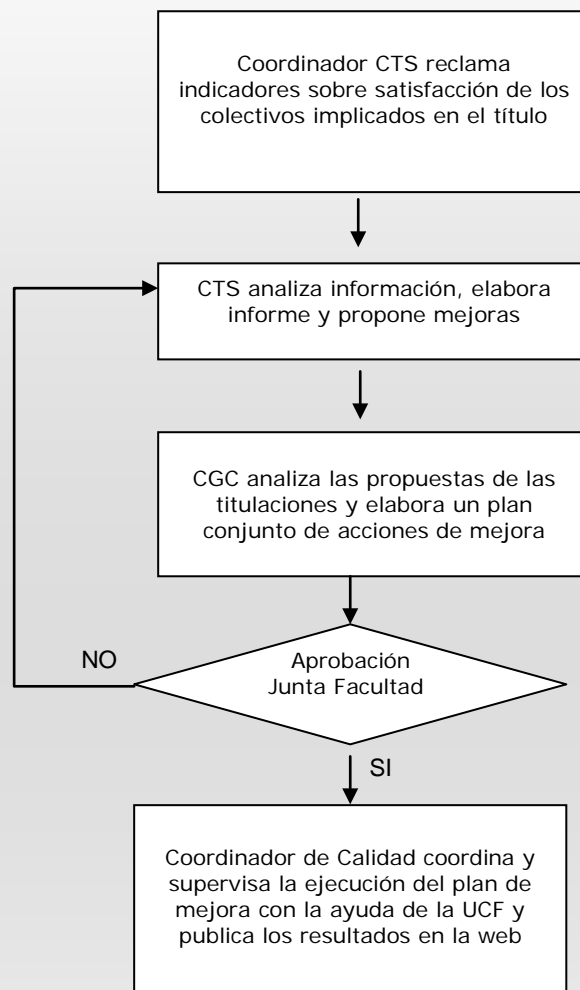 Coordinador CTS reclama
indicadores sobre satisfacción de los
colectivos implicados en el título
CTS analiza información, elabora
informe y propone mejoras
CGC analiza las propuestas de las
titulaciones y elabora un plan
conjunto de acciones de mejora
NO
Aprobación
Junta Facultad
SI
Coordinador de Calidad coordina y
supervisa la ejecución del plan de
mejora con la ayuda de la UCF y
publica los resultados en la web